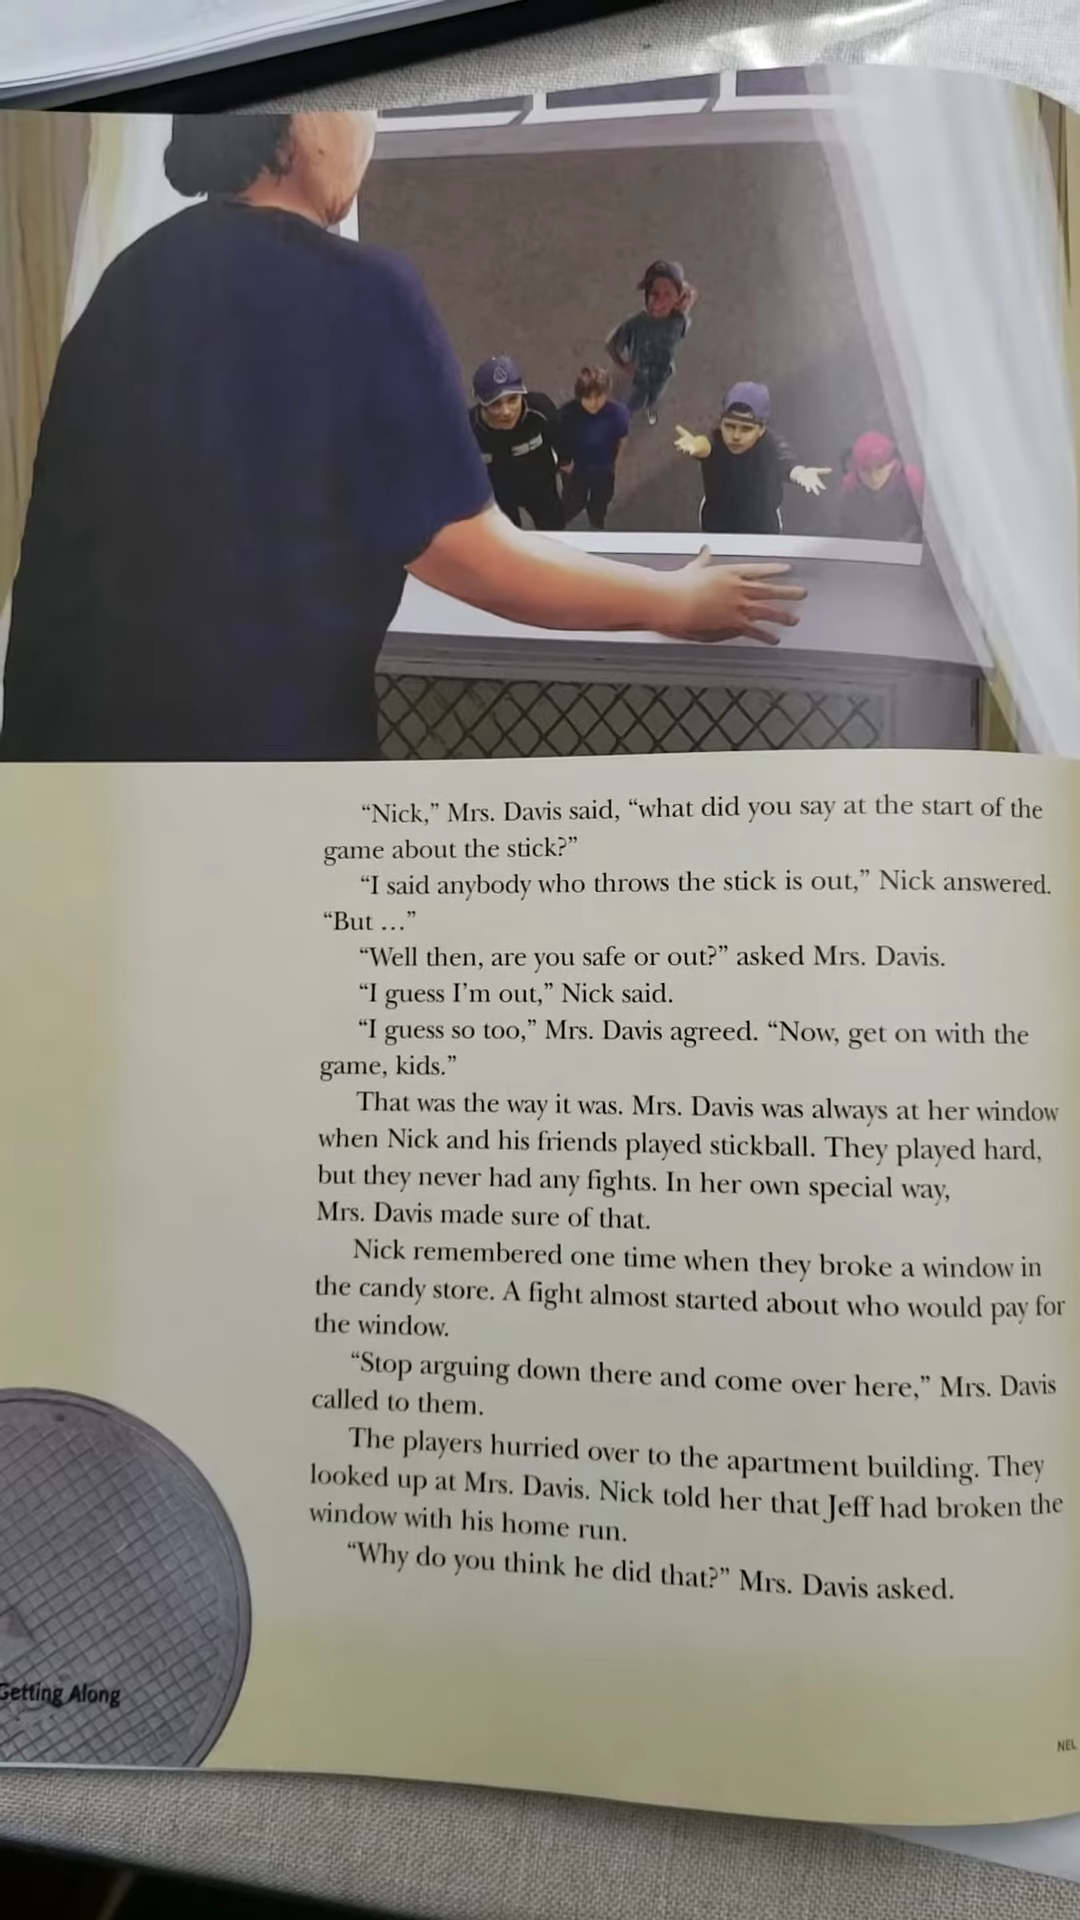 “Nick,” Mrs. Davis said, “what did you say at the start of the
game about the stick?”
“I said anybody who throws the stick is out,” Nick answered.
“But ...”
“Well then, are you safe or out?” asked Mrs. Davis.
“I guess I’m out,” Nick said.
“I guess so too,” Mrs. Davis agreed. “Now, get on with the
game, kids.”
That was the way it was. Mrs. Davis was always at her window
when Nick and his friends played stickball. They played hard,
but they never had any fights. In her own special way,
Mrs. Davis made sure of that.
Nick remembered one time when they broke a window in
the candy store. A fight almost started about who would pay for
the window.
“Stop arguing down there and come over here,” Mrs. Davis
called to them.
The players hurried over to the apartment building. They
looked up at Mrs. Davis. Nick told her that Jeff had broken the
window with his home run.
“Why do you think he did that?” Mrs. Davis asked.
Getting Along
NEL